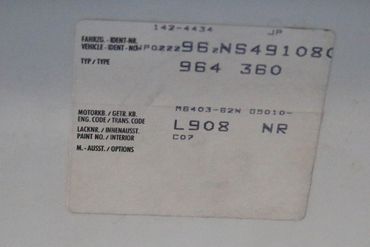 142-4434 JP
FAHRZG.-IDENT-NR.
VEHICLE-IDENT-NO. WP0ZZZ96ZNS491080
TYP / TYPE 964 360
MOTORKB. / GETR. KB. M6403-62N G5010-
ENG. CODE / TRANS. CODE
LACKNR. / INNENAUSST. L908 NR
PAINT NO. / INTERIOR C07
M.-AUSST. / OPTIONS